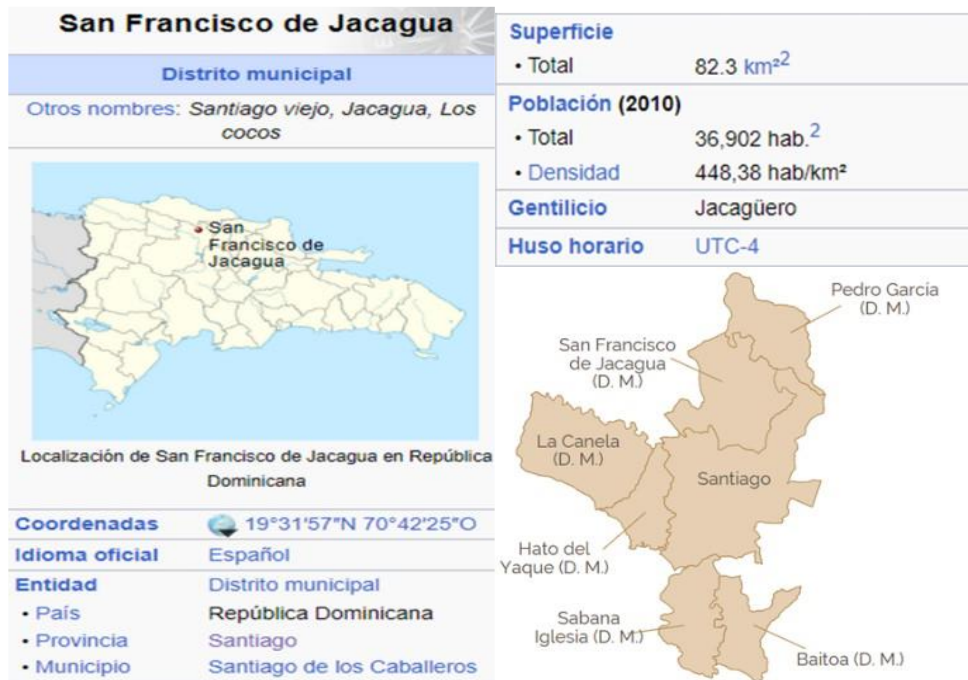 San Francisco de Jacagua
Distrito municipal
Otros nombres: Santiago viejo, Jacagua, Los
cocos
San
Francisco de
Jacagua
Localización de San Francisco de Jacagua en República
Dominicana
Coordenadas 19°31′57″N 70°42′25″O
Idioma oficial Español
Entidad Distrito municipal
• País República Dominicana
• Provincia Santiago
• Municipio Santiago de los Caballeros
Superficie
• Total 82.3 km²2
Población (2010)
• Total 36,902 hab.2
• Densidad 448,38 hab/km²
Gentilicio Jacagüero
Huso horario UTC-4
Pedro García
(D. M.)
San Francisco
de Jacagua
(D. M.)
La Canela
(D. M.)
Santiago
Hato del
Yaque (D. M.)
Sabana
Iglesia (D. M.)
Baitoa (D. M.)